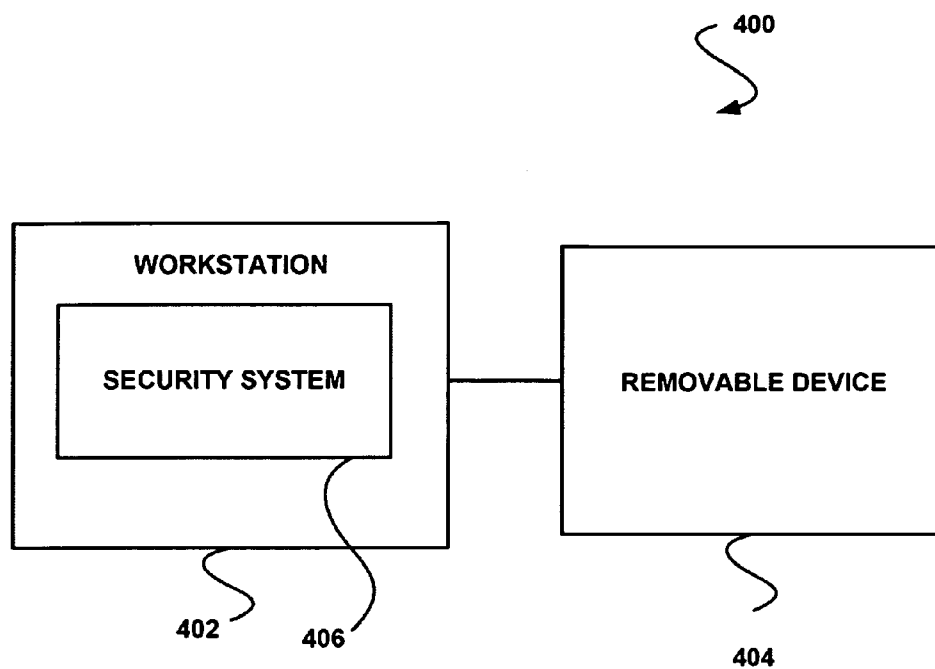 400
WORKSTATION
SECURITY SYSTEM
REMOVABLE DEVICE
402
406
404